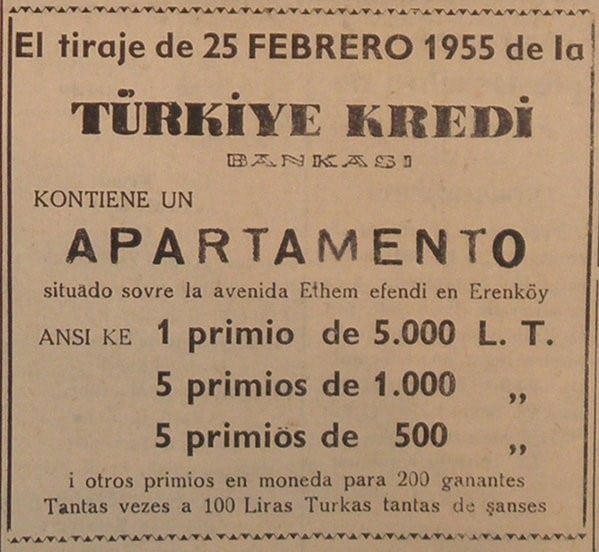 El tiraje de 25 FEBRERO 1955 de la
TÜRKİYE KREDİ
BANKASI
KONTIENE UN
APARTAMENTO
situado sovre la avenida Ethem efendi en Erenköy
ANSI KE 1 primio de 5.000 L. T.
5 primios de 1.000 „
5 primios de 500 „
i otros primios en moneda para 200 ganantes
Tantas vezes a 100 Liras Turkas tantas de şanses